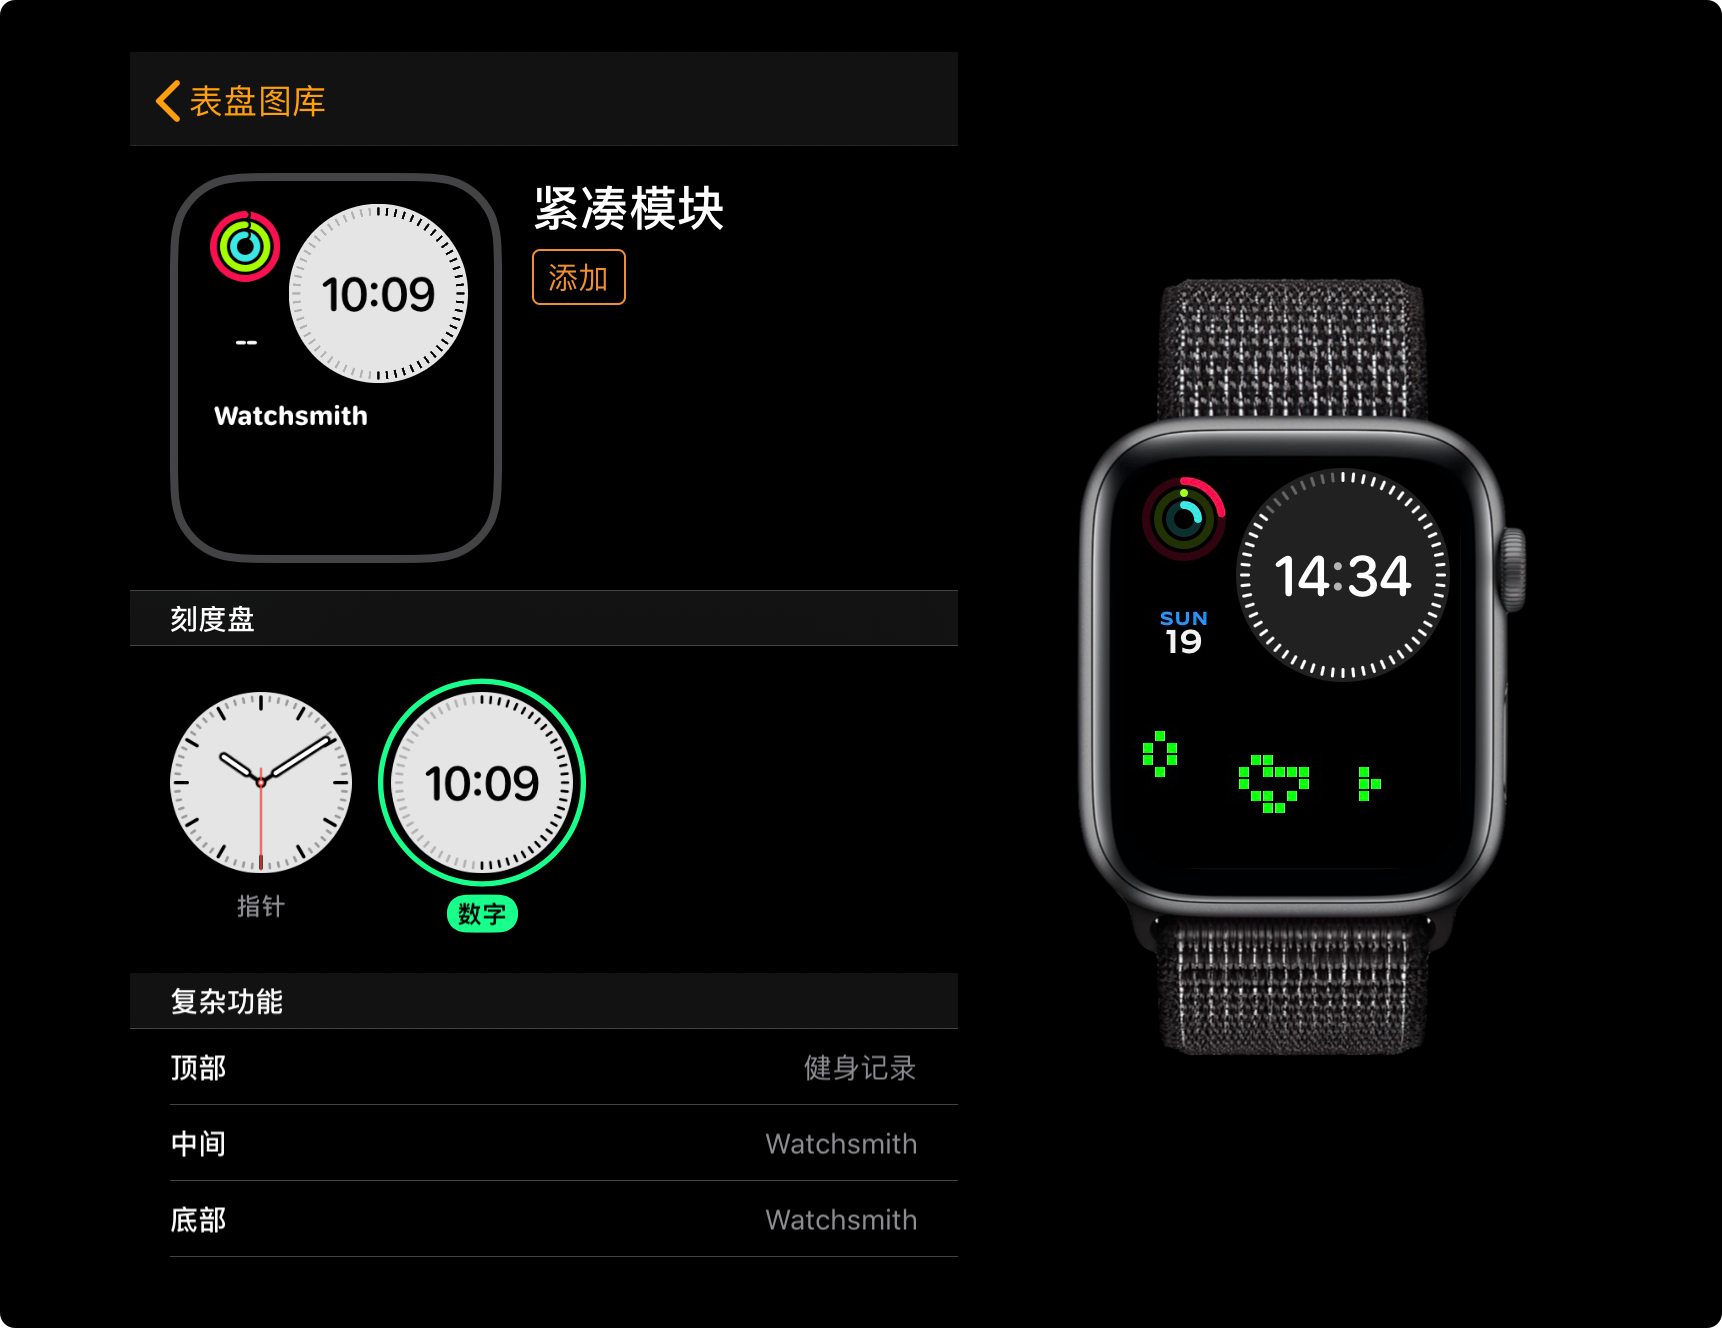 表盘图库
紧凑模块
添加
10:09
--
Watchsmith
刻度盘
10:09
指针
数字
复杂功能
顶部 健身记录
中间 Watchsmith
底部 Watchsmith
14:34
SUN
19